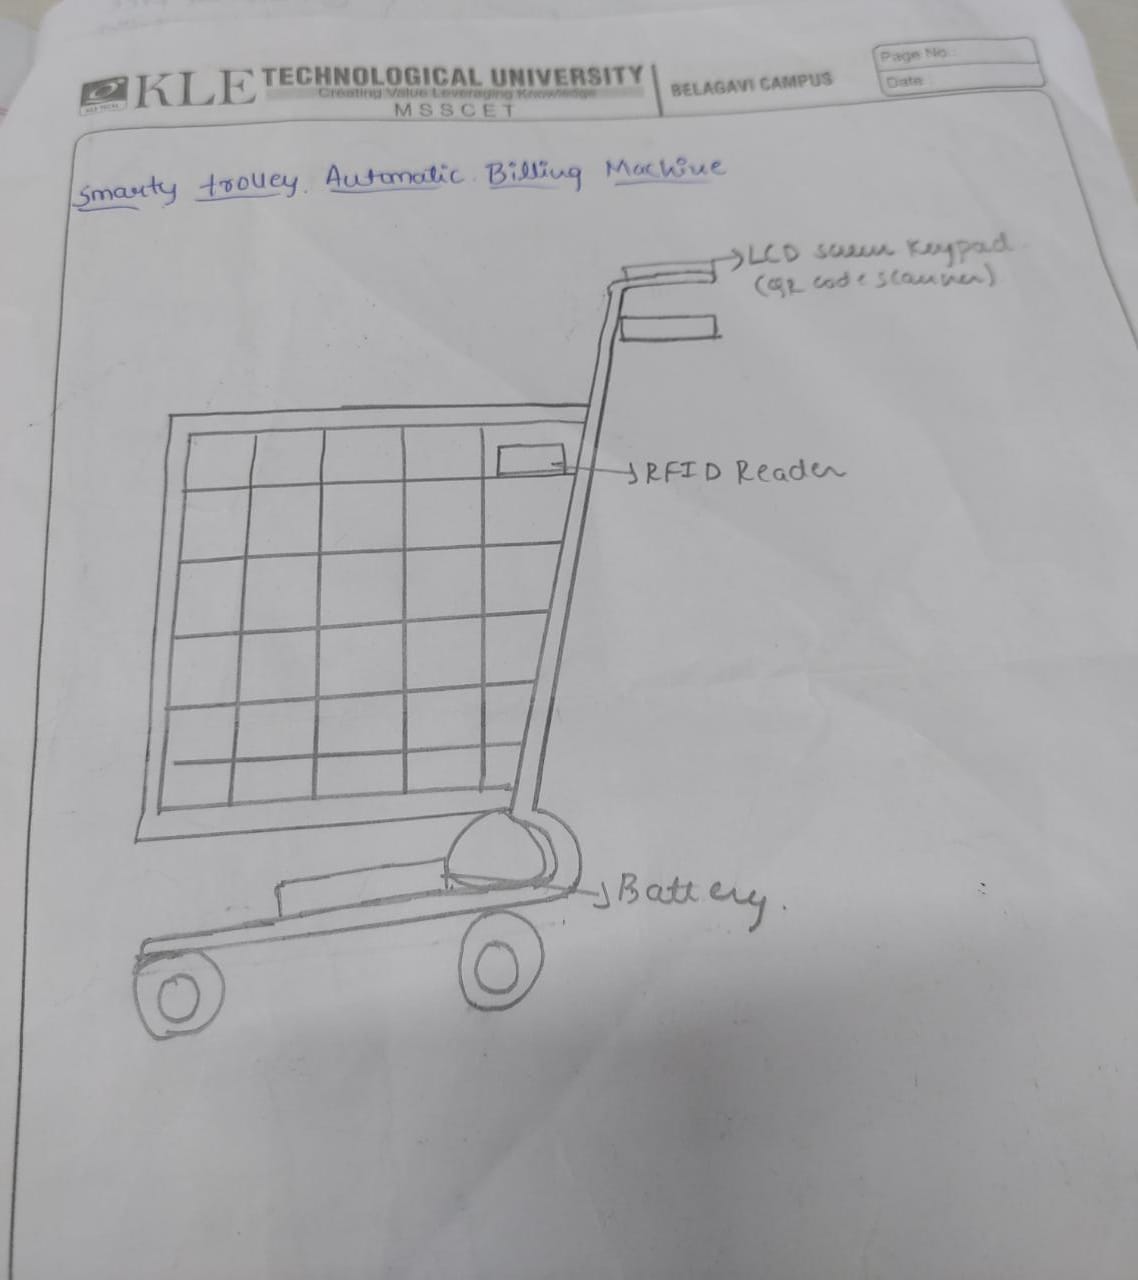 KLE TECHNOLOGICAL UNIVERSITY
Creating Value Leveraging Knowledge
MSSCET
BELAGAVI CAMPUS
Page No.:
Date:
Smarty trolley. Automatic Billing Machine
LCD screen Keypad
(QR code scanner)
RFID Reader
Battery.